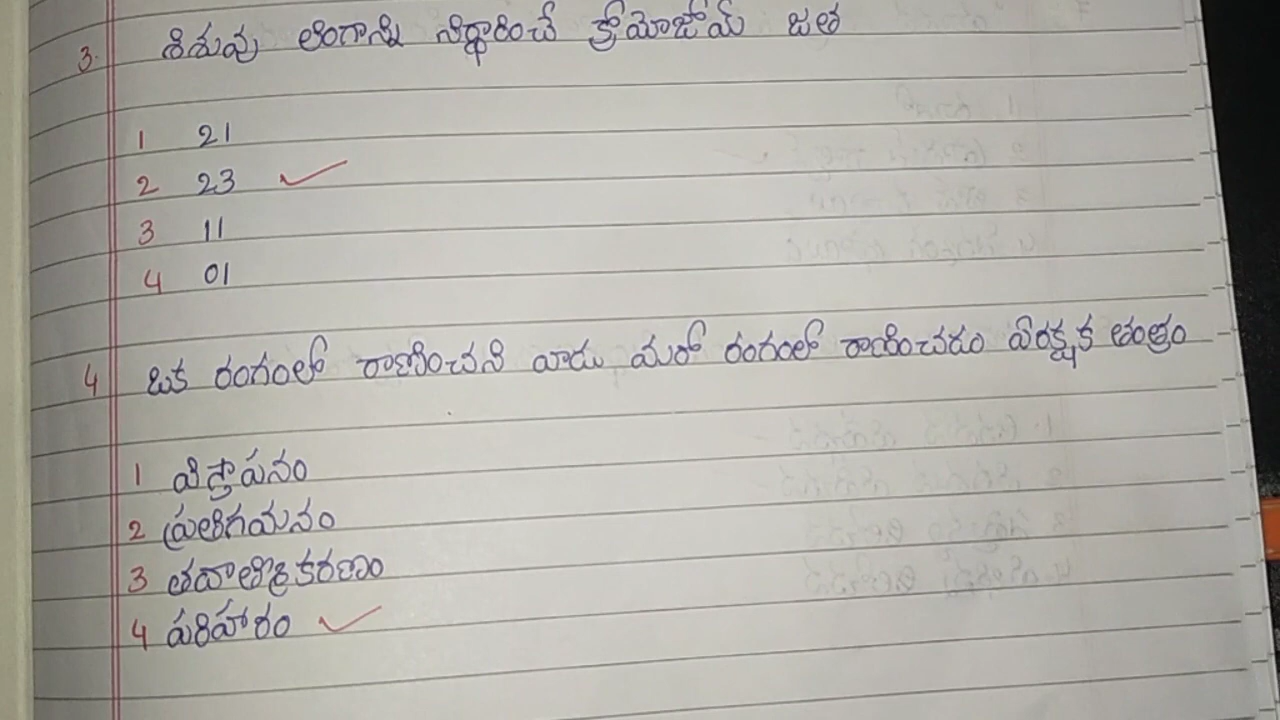 3. శిశువు లింగాన్ని నిర్ధారించే క్రోమోజోమ్ జత
1 21
2 23 ✓
3 11
4 01
4 ఒక రంగంలో రాణించని వాడు మరో రంగంలో రాణించడం ఏ రక్షక తంత్రం
1 విస్తాపనం
2 ప్రతిగమనం
3 తదాత్మీకరణం
4 పరిహారం ✓